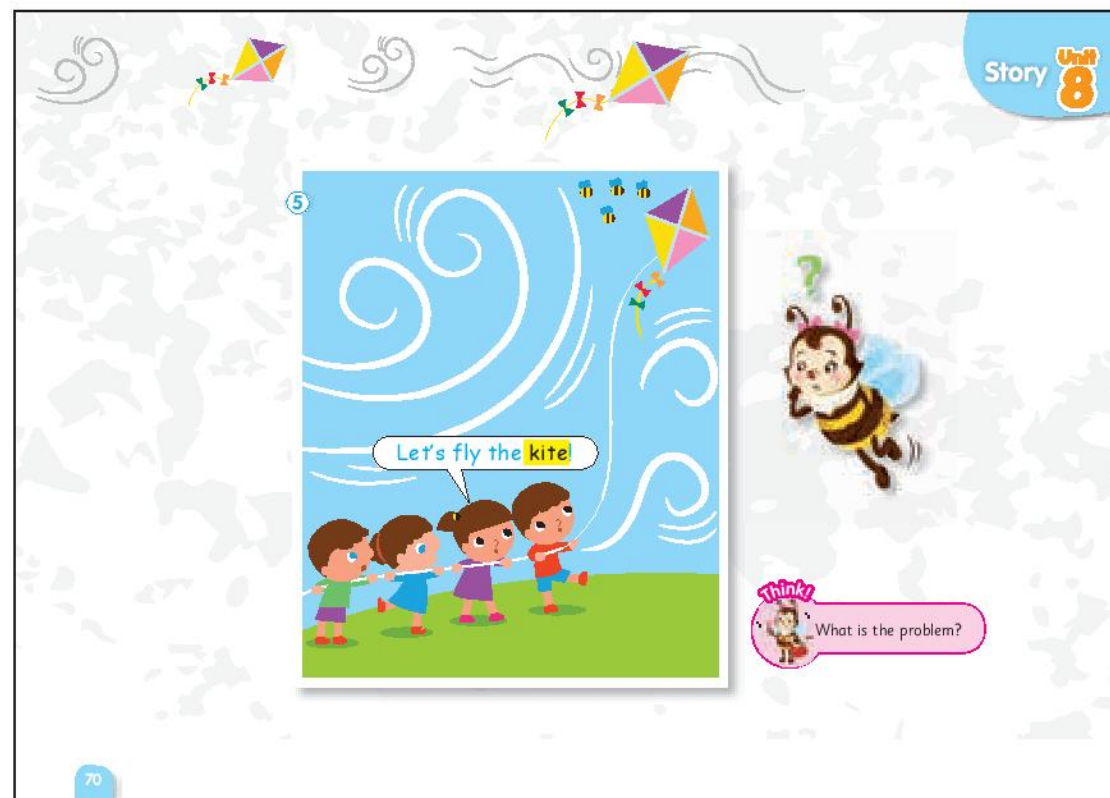 Story Unit 8
5
Let's fly the kite!
?
Think!
What is the problem?
70